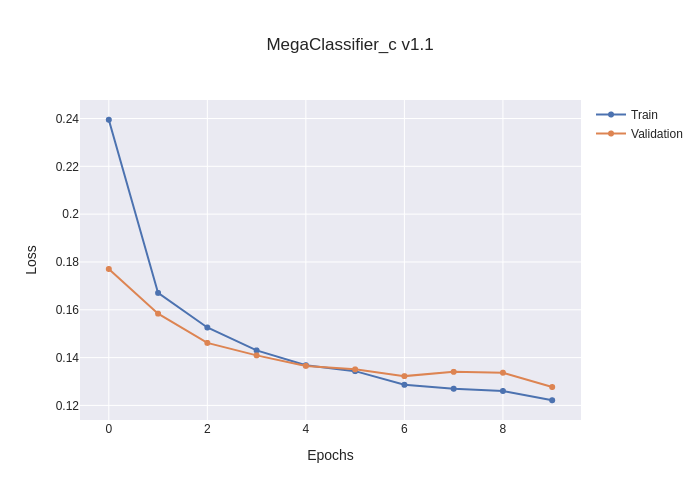 MegaClassifier_c v1.1
Train
Validation
0.24
0.22
0.2
0.18
0.16
0.14
0.12
Loss
0 2 4 6 8
Epochs